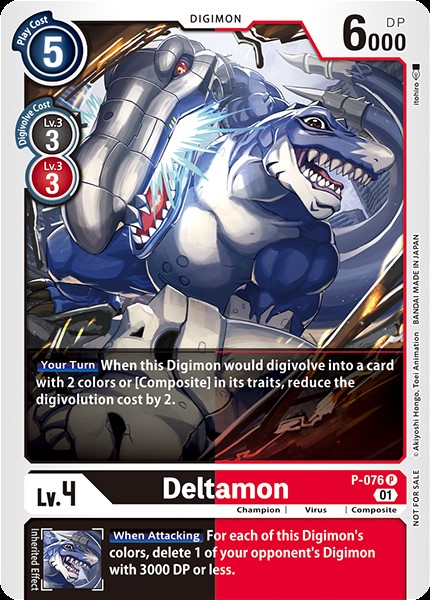 DIGIMON
Play Cost
5
6000
DP
Digivolve Cost
Lv.3
3
Lv.3
3
itohiro
Your Turn When this Digimon would digivolve into a card
with 2 colors or [Composite] in its traits, reduce the
digivolution cost by 2.
Lv.4
Deltamon
P-076 P
01
Champion Virus Composite
Inherited Effect
When Attacking For each of this Digimon's
colors, delete 1 of your opponent's Digimon
with 3000 DP or less.
NOT FOR SALE ©Akiyoshi Hongo, Toei Animation BANDAI MADE IN JAPAN